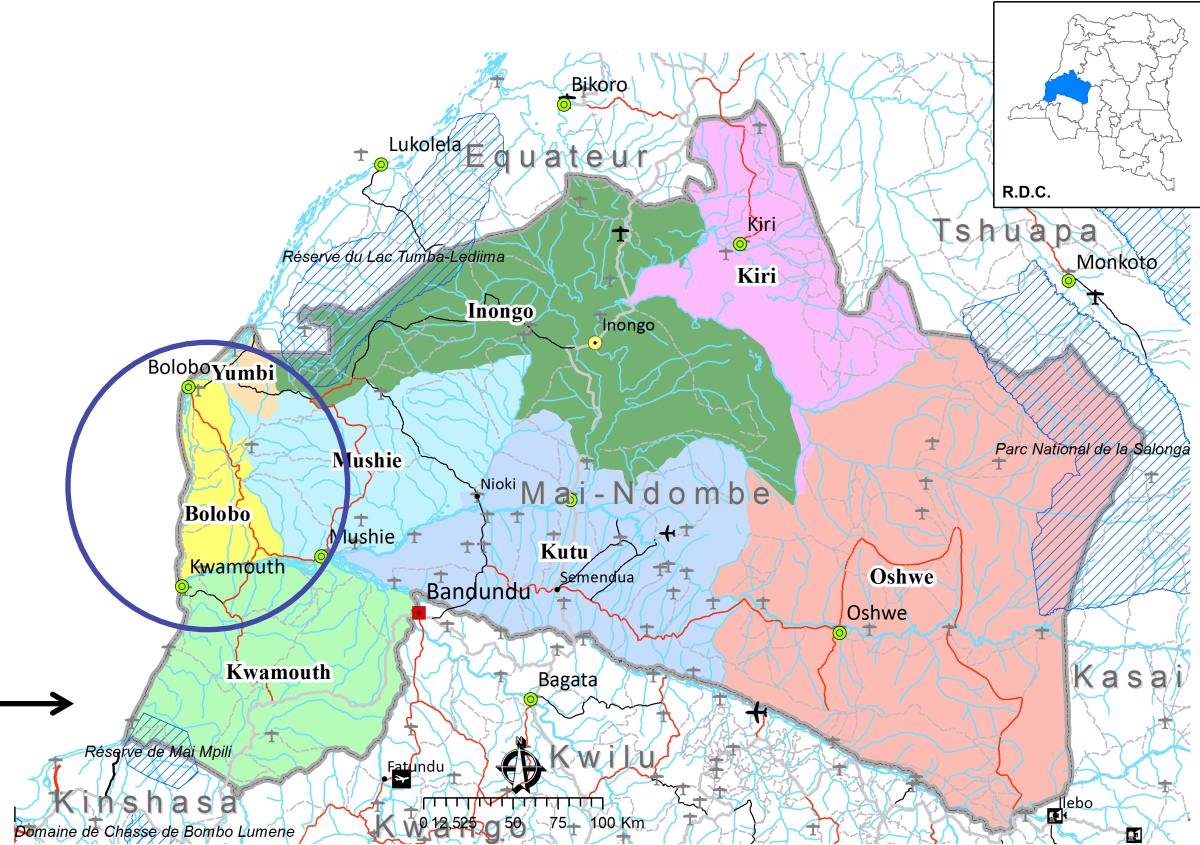 Bikoro
Lukolela
Equateur
R.D.C.
Tshuapa
Kiri
Monkoto
Réserve du Lac Tumba-Lediima
Kiri
Inongo
Inongo
Bolobo
Yumbi
Parc National de la Salonga
Mushie
Nioki
Mai-Ndombe
Bolobo
Mushie
Kutu
Kwamouth
Semendua
Oshwe
Bandundu
Oshwe
Kwamouth
Bagata
Kasai
Réserve de Mai Mpili
N
Kwilu
Fatundu
Kinshasa
Ilebo
0 12,525 50 75 100 Km
Kwango
Domaine de Chasse de Bombo Lumene